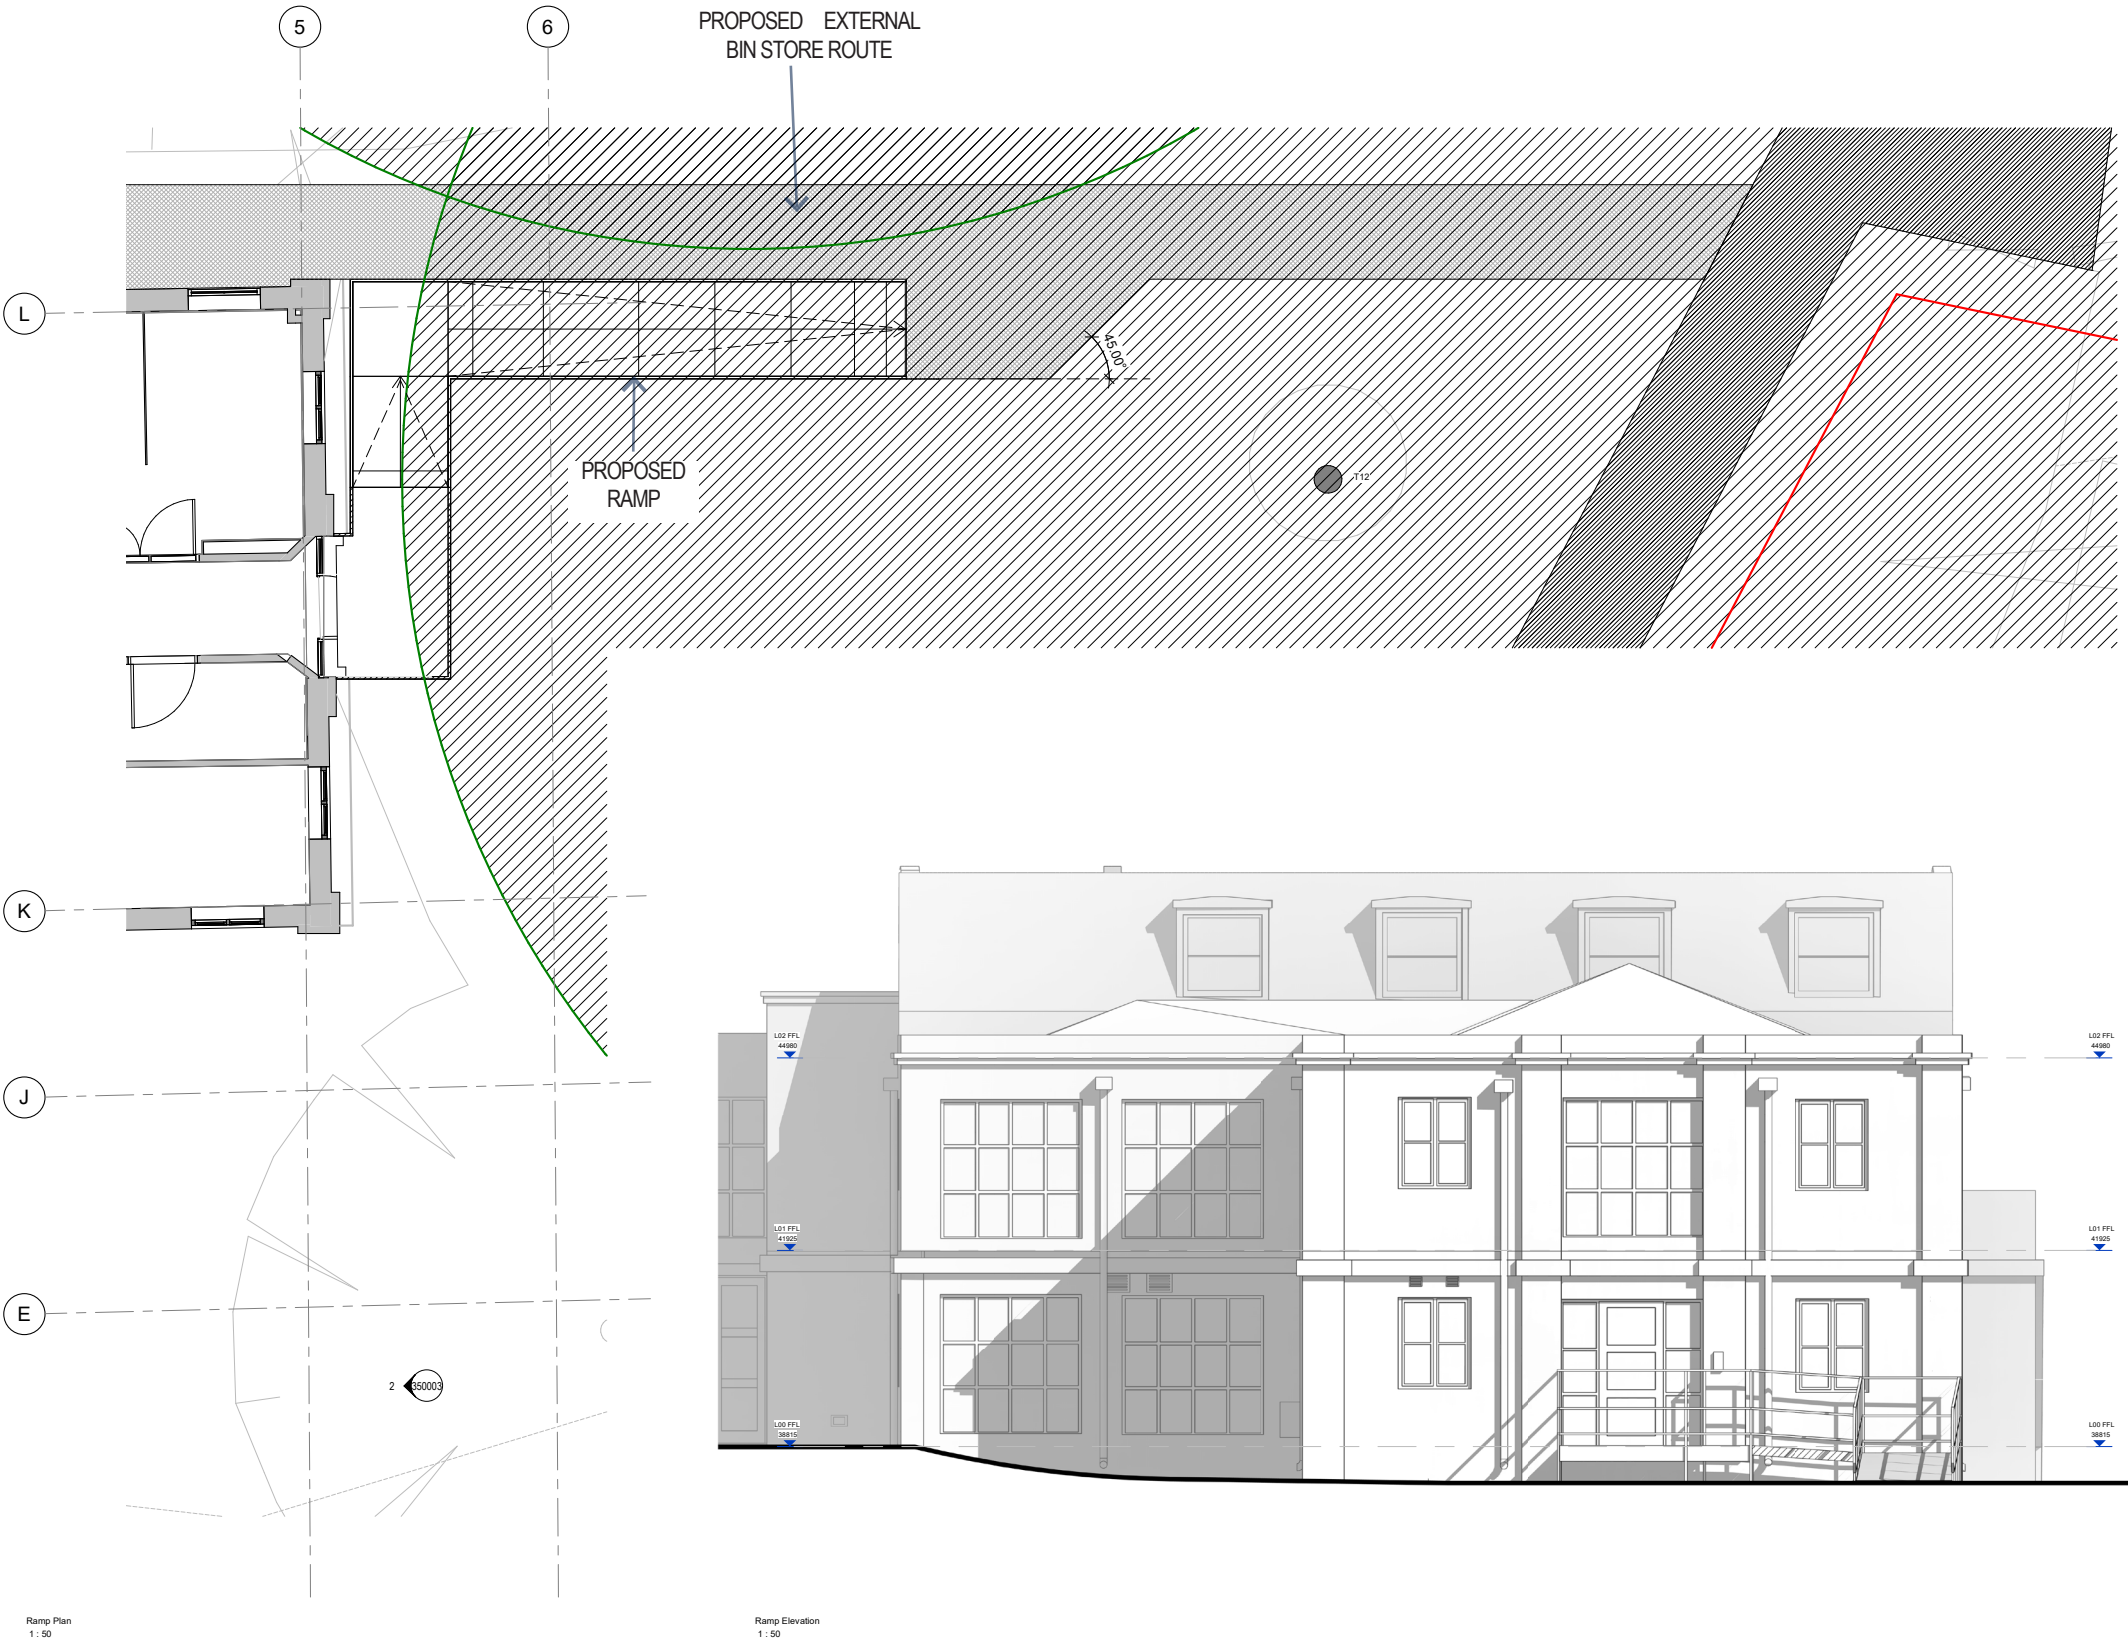 5
6
PROPOSED EXTERNAL
BIN STORE ROUTE
L
45.00°
PROPOSED
RAMP
T12
K
J
E
2
350003
L02 FFL
44980
L01 FFL
41925
L00 FFL
38815
L02 FFL
44980
L01 FFL
41925
L00 FFL
38815
Ramp Plan
1 : 50
Ramp Elevation
1 : 50